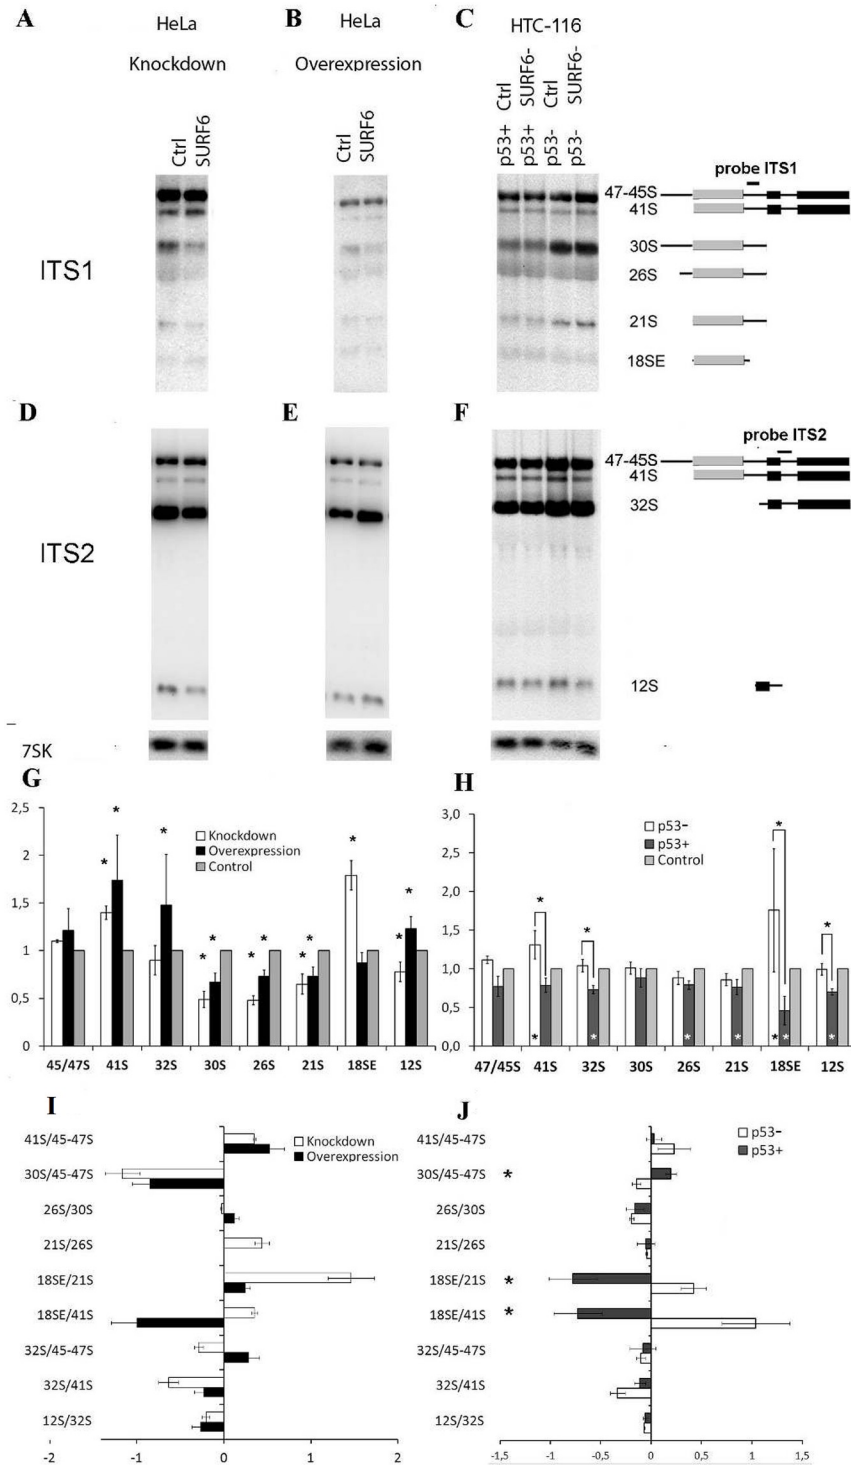 A
HeLa
Knockdown
Ctrl
SURF6
B
HeLa
Overexpression
Ctrl
SURF6
C
HTC-116
p53+ Ctrl
p53+ SURF6-
p53- Ctrl
p53- SURF6-
probe ITS1
47-45S
41S
30S
26S
21S
18SE
ITS1
D
E
F
probe ITS2
47-45S
41S
32S
12S
ITS2
7SK
G
2,5
2
1,5
1
0,5
0
* * * * * * * * * * * *
Knockdown
Overexpression
Control
45/47S 41S 32S 30S 26S 21S 18SE 12S
H
3,0
2,5
2,0
1,5
1,0
0,5
0,0
* * * * *
* * * * * * *
p53-
p53+
Control
47/45S 41S 32S 30S 26S 21S 18SE 12S
I
Knockdown
Overexpression
41S/45-47S
30S/45-47S
26S/30S
21S/26S
18SE/21S
18SE/41S
32S/45-47S
32S/41S
12S/32S
-2 -1 0 1 2
J
p53-
p53+
41S/45-47S
30S/45-47S *
26S/30S
21S/26S
18SE/21S *
18SE/41S *
32S/45-47S
32S/41S
12S/32S
-1,5 -1 -0,5 0 0,5 1 1,5